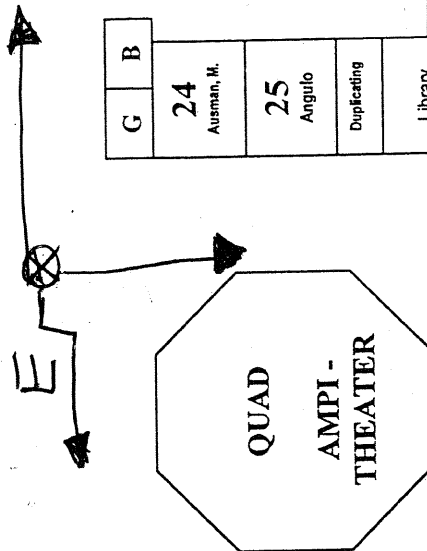 E
G B
24
Ausman, M.
25
Angulo
Duplicating
Library
QUAD
AMPI -
THEATER